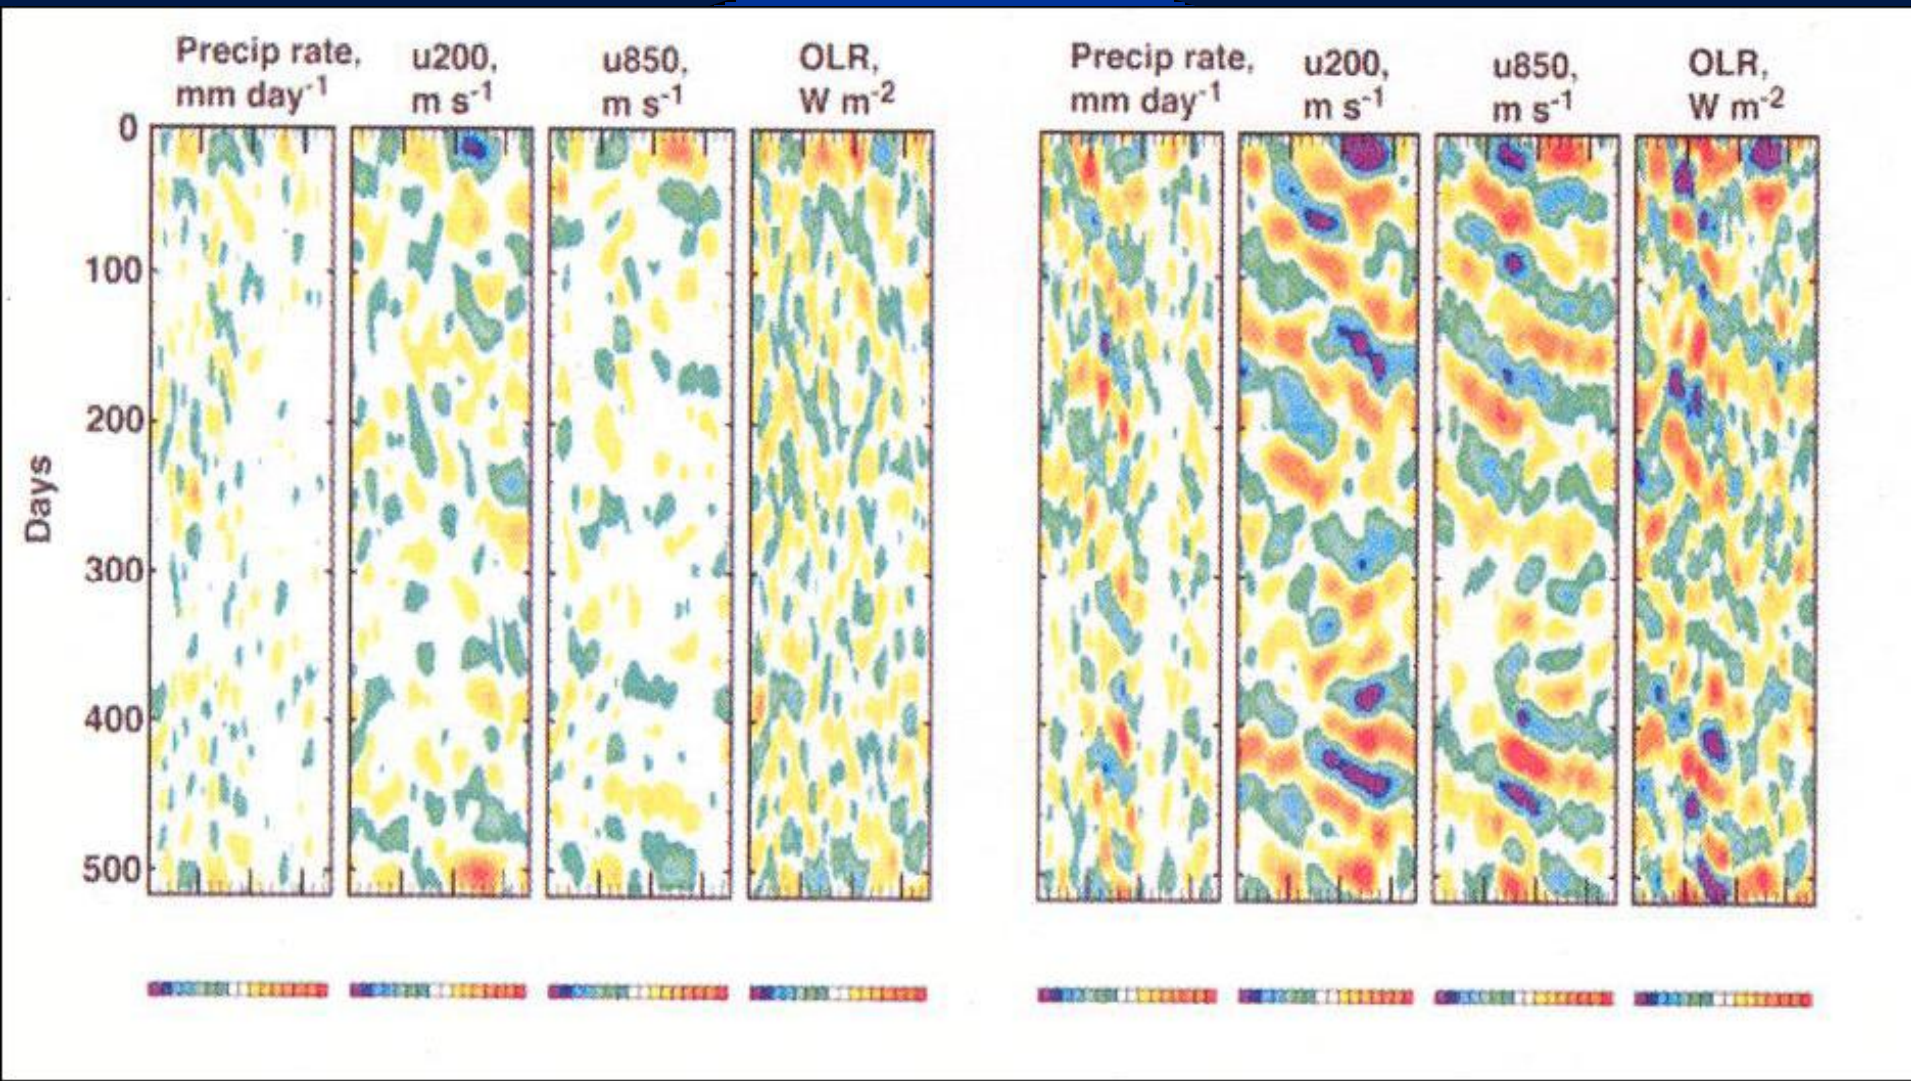 Precip rate,
mm day-1
u200,
m s-1
u850,
m s-1
OLR,
W m-2
Precip rate,
mm day-1
u200,
m s-1
u850,
m s-1
OLR,
W m-2
Days
0
100
200
300
400
500